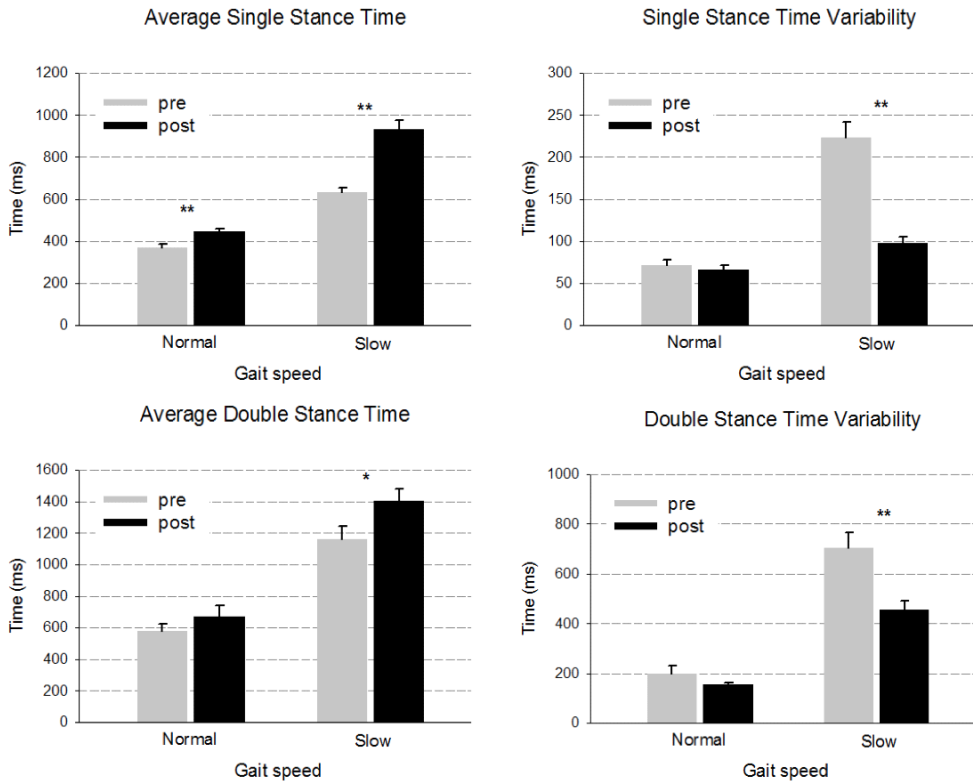 Average Single Stance Time
1200
1000
800
600
400
200
0
Time (ms)
pre
post
**
**
Normal
Slow
Gait speed
Single Stance Time Variability
300
250
200
150
100
50
0
Time (ms)
pre
post
**
Normal
Slow
Gait speed
Average Double Stance Time
1600
1400
1200
1000
800
600
400
200
0
Time (ms)
pre
post
*
Normal
Slow
Gait speed
Double Stance Time Variability
1000
800
600
400
200
0
Time (ms)
pre
post
**
Normal
Slow
Gait speed